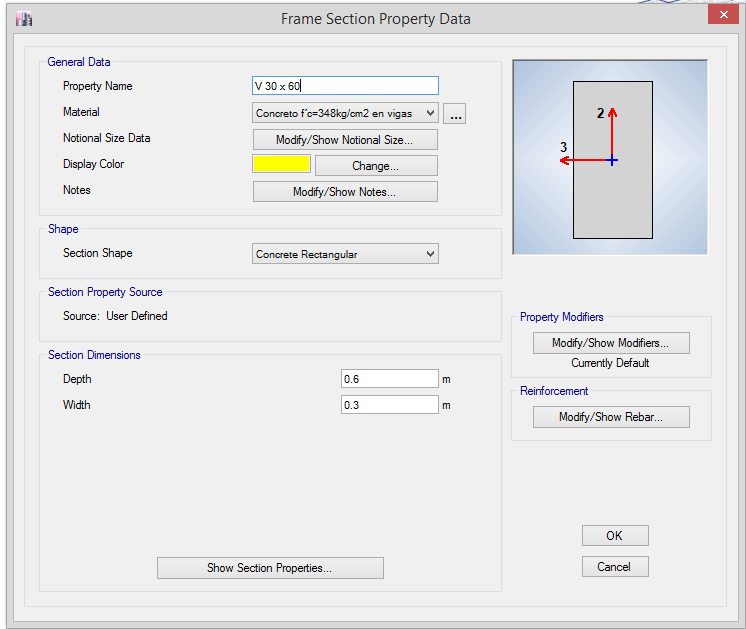 Frame Section Property Data
General Data
Property Name V 30 x 60
Material Concreto f'c=348kg/cm2 en vigas ...
Notional Size Data Modify/Show Notional Size...
Display Color Change...
Notes Modify/Show Notes...
2
3
Shape
Section Shape Concrete Rectangular
Section Property Source
Source: User Defined
Property Modifiers
Modify/Show Modifiers...
Currently Default
Section Dimensions
Depth 0.6 m
Width 0.3 m
Reinforcement
Modify/Show Rebar...
Show Section Properties...
OK
Cancel